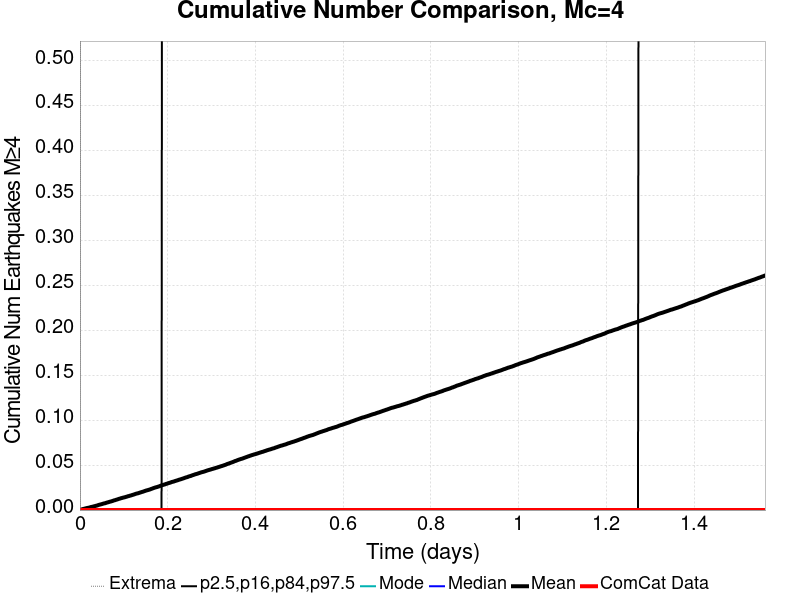 Cumulative Number Comparison, Mc=4
Cumulative Num Earthquakes M≥4
0.50
0.45
0.40
0.35
0.30
0.25
0.20
0.15
0.10
0.05
0.00
0 0.2 0.4 0.6 0.8 1 1.2 1.4
Time (days)
Extrema p2.5,p16,p84,p97.5 Mode Median Mean ComCat Data